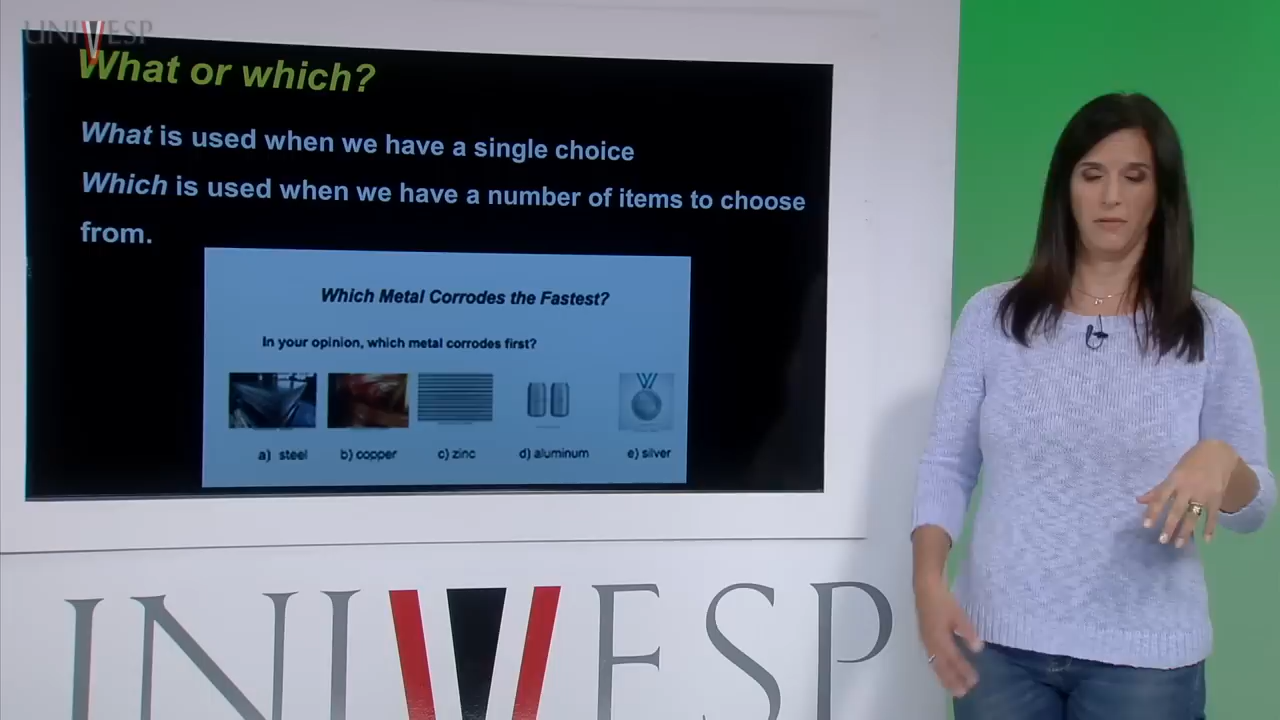 UNIVESP
What or which?
What is used when we have a single choice
Which is used when we have a number of items to choose
from.
Which Metal Corrodes the Fastest?
In your opinion, which metal corrodes first?
a) steel b) copper c) zinc d) aluminum e) silver
UNIVESP